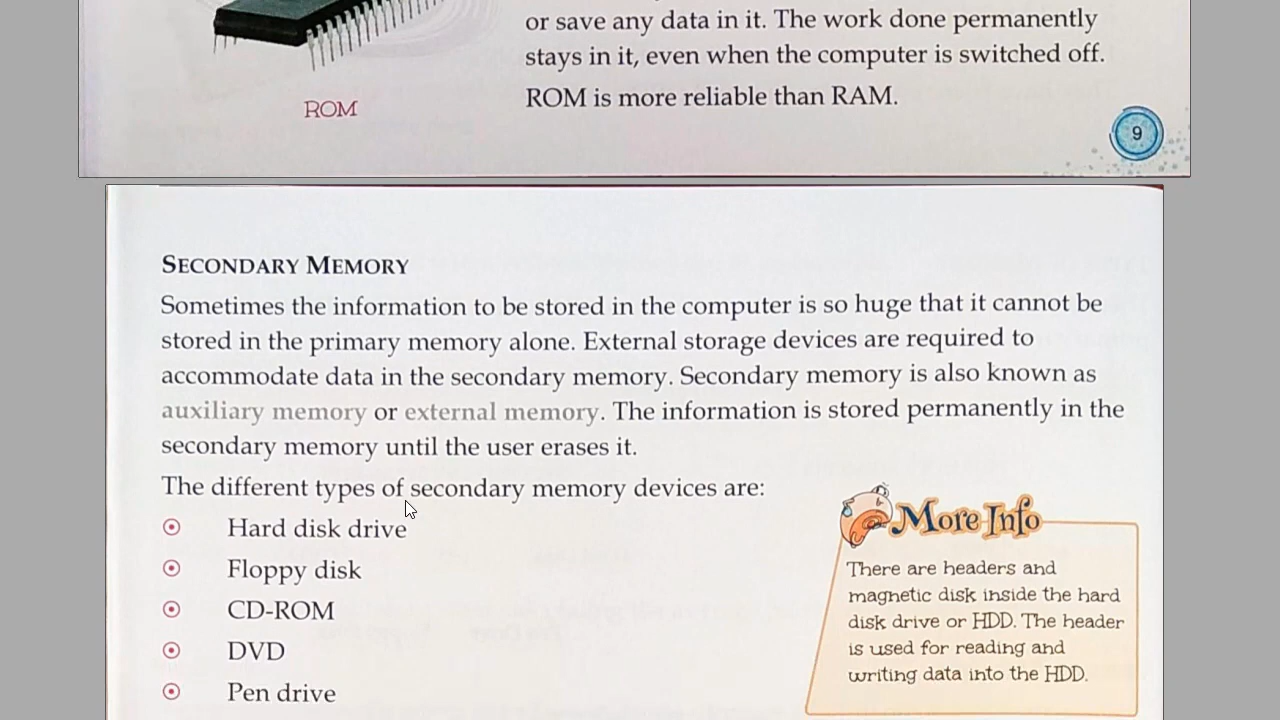 or save any data in it. The work done permanently
stays in it, even when the computer is switched off.
ROM is more reliable than RAM.
ROM
9
SECONDARY MEMORY
Sometimes the information to be stored in the computer is so huge that it cannot be
stored in the primary memory alone. External storage devices are required to
accommodate data in the secondary memory. Secondary memory is also known as
auxiliary memory or external memory. The information is stored permanently in the
secondary memory until the user erases it.
The different types of secondary memory devices are:
Hard disk drive
Floppy disk
CD-ROM
DVD
Pen drive
More Info
There are headers and
magnetic disk inside the hard
disk drive or HDD. The header
is used for reading and
writing data into the HDD.